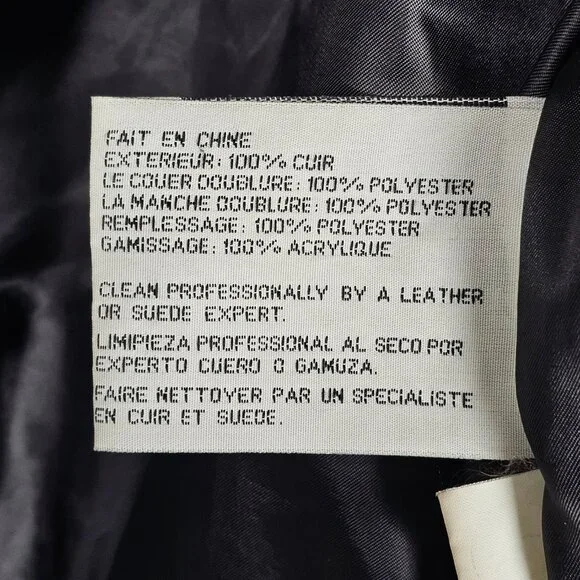 FAIT EN CHINE
EXTERIEUR: 100% CUIR
LE COUER DOUBLURE: 100% POLYESTER
LA MANCHE DOUBLURE: 100% POLYESTER
REMPLESSAGE: 100% POLYESTER
GAMISSAGE: 100% ACRYLIQUE
CLEAN PROFESSIONALLY BY A LEATHER
OR SUEDE EXPERT.
LIMIPIEZA PROFESSIONAL AL SECO POR
EXPERTO CUERO O GAMUZA.
FAIRE NETTOYER PAR UN SPECIALISTE
EN CUIR ET SUEDE.